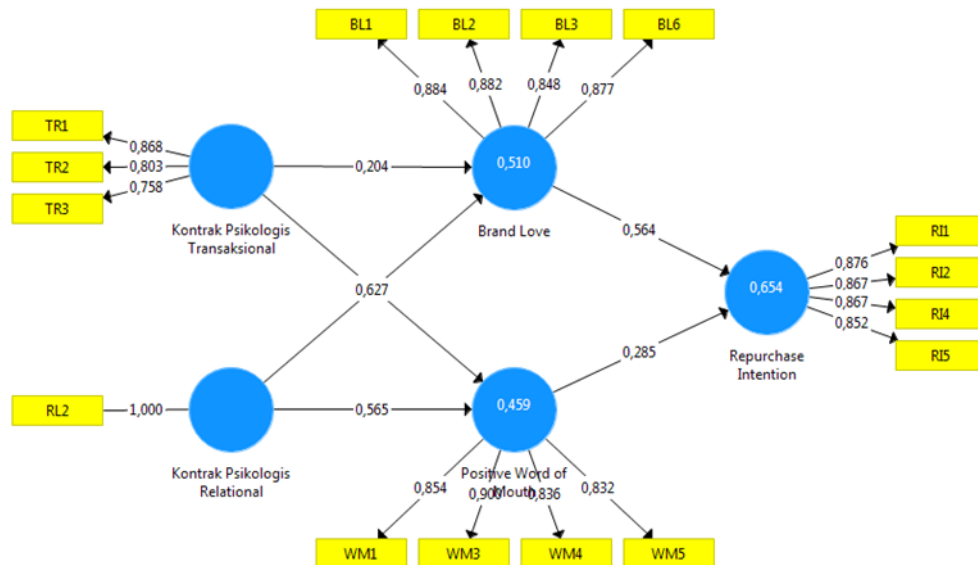 BL1
BL2
BL3
BL6
0,884
0,882
0,848
0,877
TR1
TR2
TR3
0,868
0,803
0,758
Kontrak Psikologis
Transaksional
0,204
0,510
Brand Love
0,564
0,627
RI1
RI2
RI4
RI5
0,876
0,867
0,867
0,852
0,654
Repurchase
Intention
0,285
RL2
1,000
Kontrak Psikologis
Relational
0,565
0,459
Positive Word of
Mouth
0,854
0,836
0,832
WM1
WM3
WM4
WM5